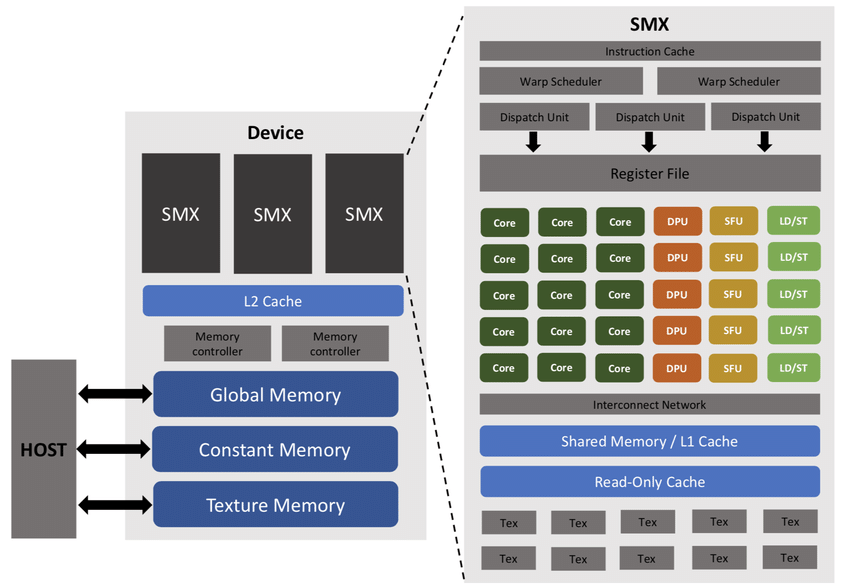 Device
SMX SMX SMX
L2 Cache
Memory Memory
controller controller
Global Memory
Constant Memory
Texture Memory
HOST
SMX
Instruction Cache
Warp Scheduler Warp Scheduler
Dispatch Unit Dispatch Unit Dispatch Unit
Register File
Core Core Core DPU SFU LD/ST
Core Core Core DPU SFU LD/ST
Core Core Core DPU SFU LD/ST
Core Core Core DPU SFU LD/ST
Core Core Core DPU SFU LD/ST
Interconnect Network
Shared Memory / L1 Cache
Read-Only Cache
Tex Tex Tex Tex Tex
Tex Tex Tex Tex Tex